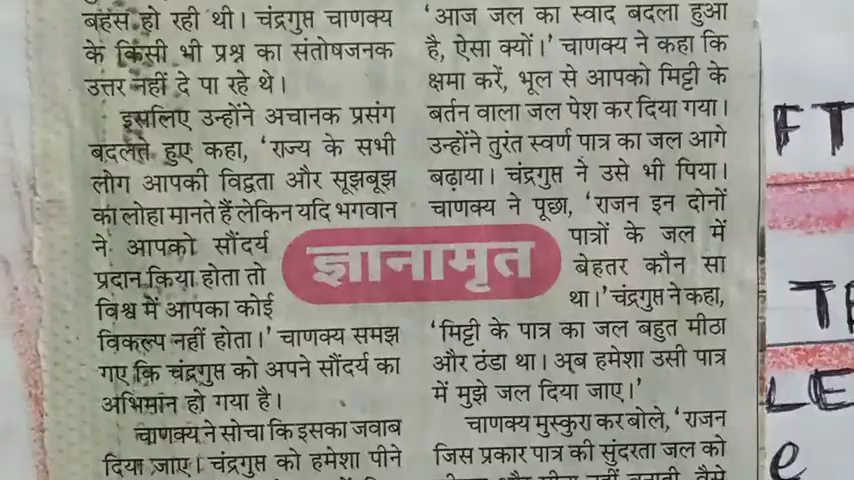 बहस हो रही थी। चंद्रगुप्त चाणक्य
के किसी भी प्रश्न का संतोषजनक
उत्तर नहीं दे पा रहे थे।
इसलिए उन्होंने अचानक प्रसंग
बदलते हुए कहा, ‘राज्य के सभी
लोग आपकी विद्वता और सूझबूझ
का लोहा मानते हैं लेकिन यदि भगवान
ने आपको सौंदर्य
प्रदान किया होता तो
विश्व में आपका कोई
विकल्प नहीं होता।’ चाणक्य समझ
गए कि चंद्रगुप्त को अपने सौंदर्य का
अभिमान हो गया है।
चाणक्य ने सोचा कि इसका जवाब
दिया जाए। चंद्रगुप्त को हमेशा पीने
ज्ञानामृत
‘आज जल का स्वाद बदला हुआ
है, ऐसा क्यों।’ चाणक्य ने कहा कि
क्षमा करें, भूल से आपको मिट्टी के
बर्तन वाला जल पेश कर दिया गया।
उन्होंने तुरंत स्वर्ण पात्र का जल आगे
बढ़ाया। चंद्रगुप्त ने उसे भी पिया।
चाणक्य ने पूछा, ‘राजन इन दोनों
पात्रों के जल में
बेहतर कौन सा
था।’ चंद्रगुप्त ने कहा,
‘मिट्टी के पात्र का जल बहुत मीठा
और ठंडा था। अब हमेशा उसी पात्र
में मुझे जल दिया जाए।’
चाणक्य मुस्कुरा कर बोले, ‘राजन
जिस प्रकार पात्र की सुंदरता जल को
FT
TE
LE
e